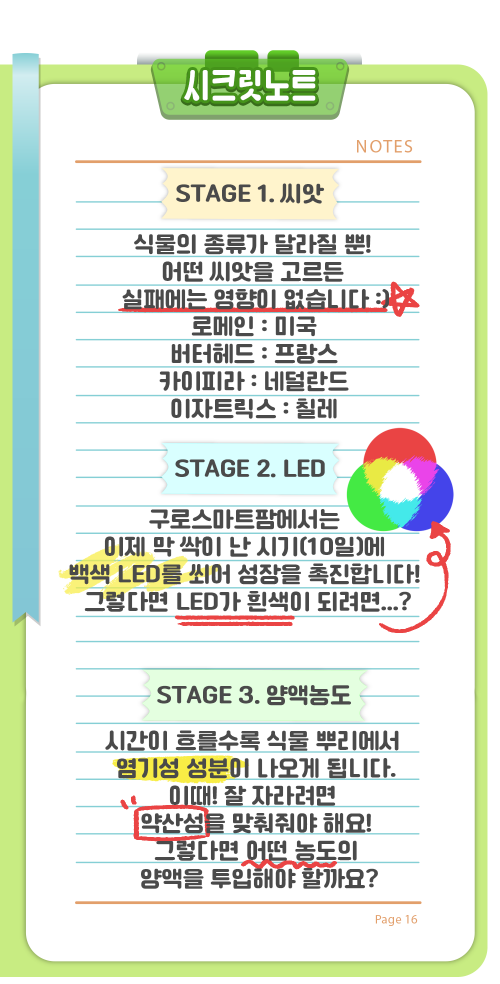 시크릿노트
NOTES
STAGE 1. 씨앗
식물의 종류가 달라질 뿐!
어떤 씨앗을 고르든
실패에는 영향이 없습니다 :)
로메인 : 미국
버터헤드 : 프랑스
카이피라 : 네덜란드
이자트릭스 : 칠레
STAGE 2. LED
구로스마트팜에서는
이제 막 싹이 난 시기(10일)에
백색 LED를 씌어 성장을 촉진합니다!
그렇다면 LED가 흰색이 되려면...?
STAGE 3. 양액농도
시간이 흐를수록 식물 뿌리에서
염기성 성분이 나오게 됩니다.
이때! 잘 자라려면
약산성을 맞춰줘야 해요!
그렇다면 어떤 농도의
양액을 투입해야 할까요?
Page 16